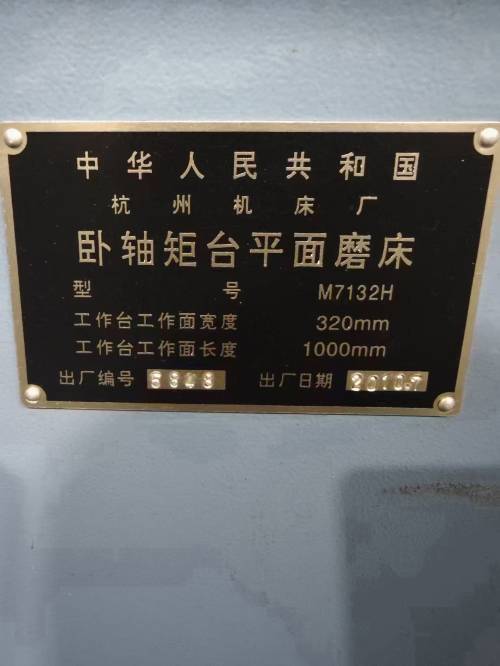 中华人民共和国
杭州机床厂
卧轴矩台平面磨床
型号 M7132H
工作台工作面宽度 320mm
工作台工作面长度 1000mm
出厂编号 出厂日期 2010.7